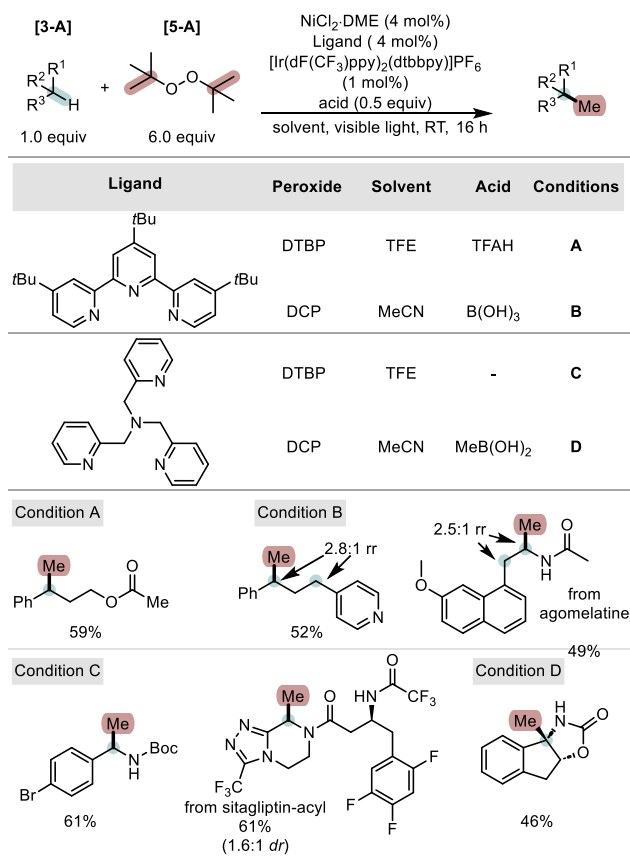 [3-A] [5-A]
NiCl2·DME (4 mol%)
Ligand ( 4 mol%)
[Ir(dF(CF3)ppy)2(dtbbpy)]PF6
(1 mol%)
acid (0.5 equiv)
solvent, visible light, RT, 16 h
R1
R2
R3 H
+
O O
R1
R2
R3 Me
1.0 equiv 6.0 equiv
Ligand Peroxide Solvent Acid Conditions
tBu
tBu tBu
N N N
DTBP TFE TFAH A
DCP MeCN B(OH)3 B
N
N
N N
DTBP TFE - C
DCP MeCN MeB(OH)2 D
Condition A
Me
Ph
O
O Me
59%
Condition B
Me
2.8:1 rr
Ph
N
52%
2.5:1 rr
Me
O
N
H
O
from
agomelatine
49%
Condition C
Me
N
H
Boc
Br
61%
Me
O
HN
O
CF3
N
N
N
N
F3C
F
F
F
from sitagliptin-acyl
61%
(1.6:1 dr)
Condition D
Me
H
N
O
O
46%